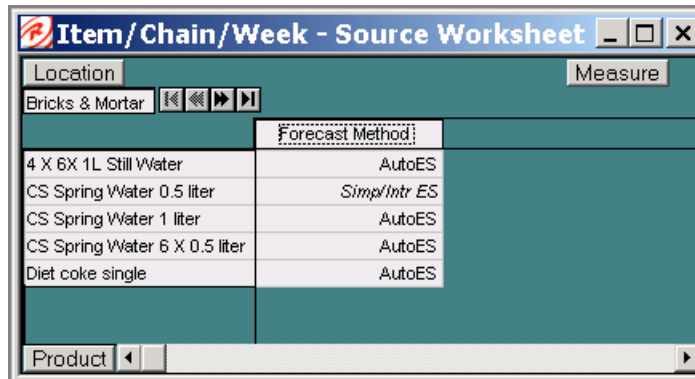 Item/Chain/Week - Source Worksheet
Location Measure
Bricks & Mortar
Forecast Method
4 X 6X 1L Still Water AutoES
CS Spring Water 0.5 liter Simp/Intr ES
CS Spring Water 1 liter AutoES
CS Spring Water 6 X 0.5 liter AutoES
Diet coke single AutoES
Product